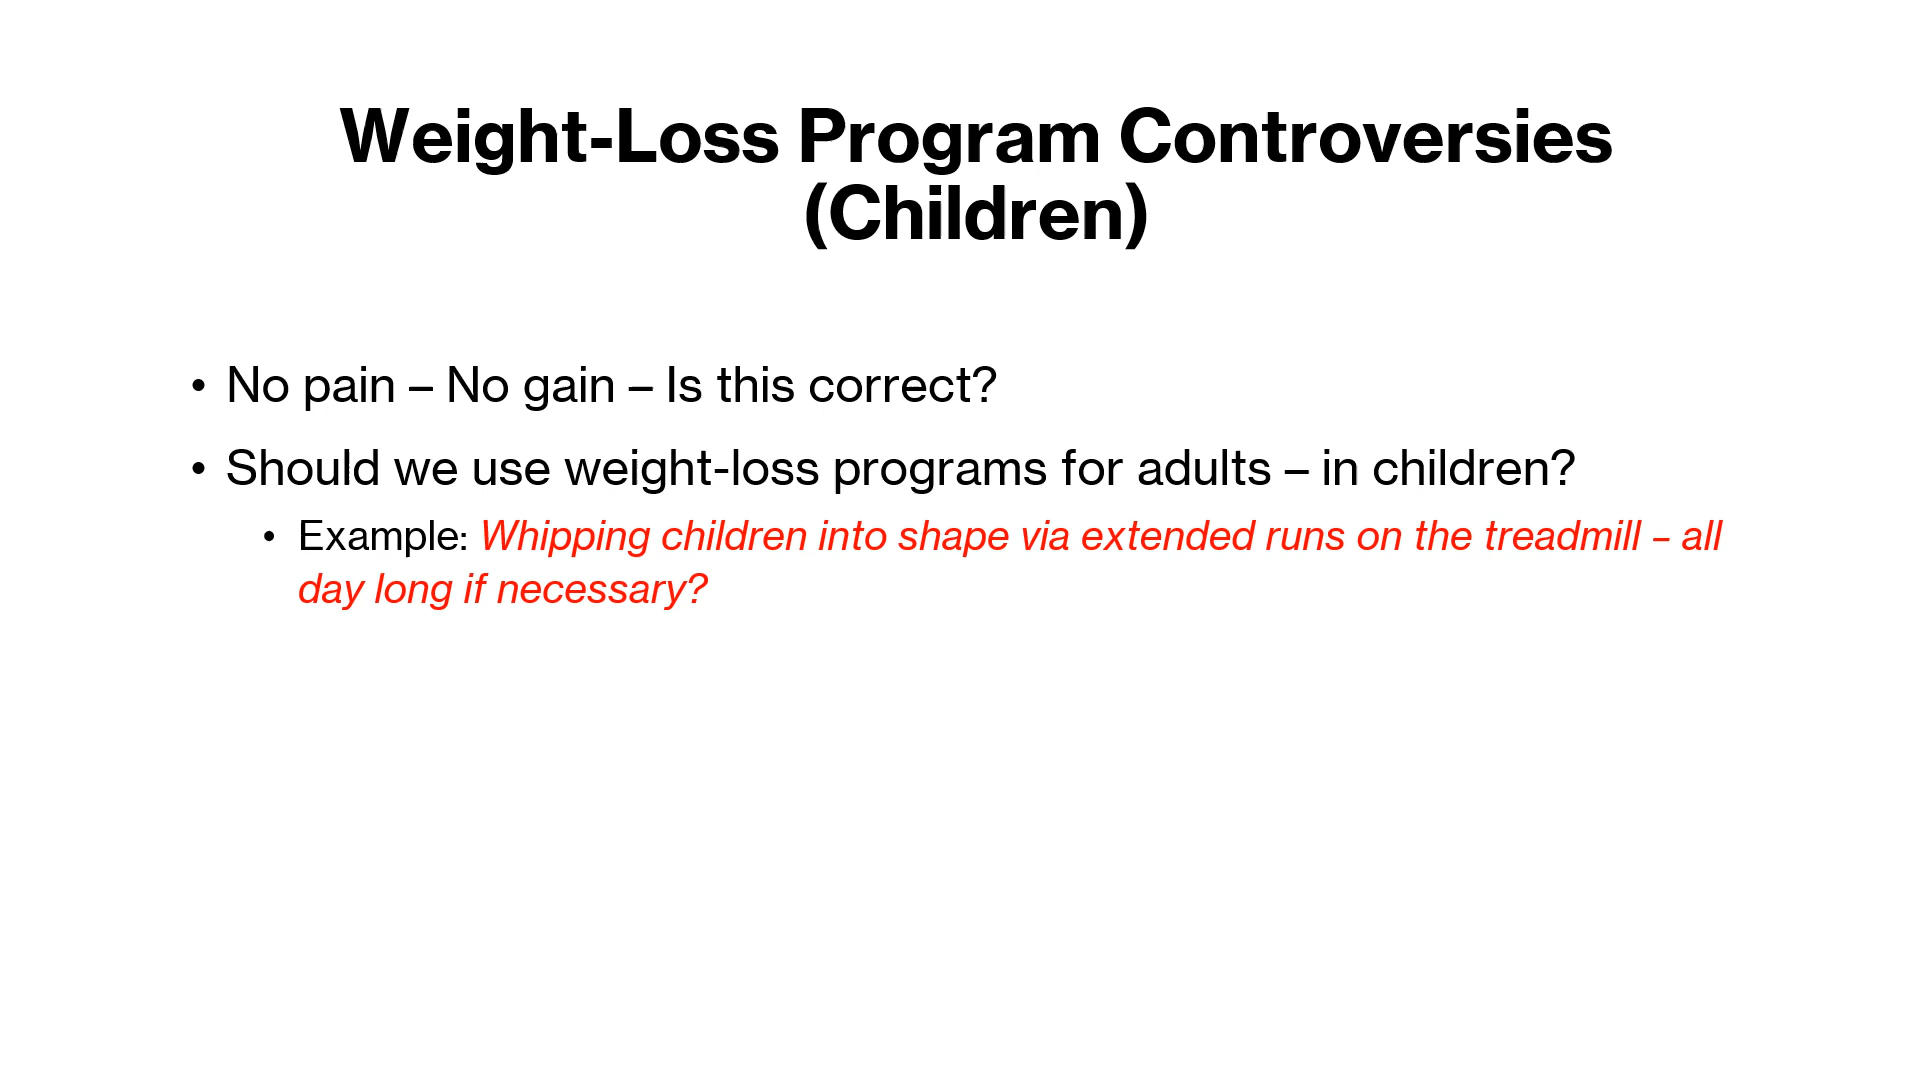 Weight-Loss Program Controversies
(Children)
• No pain – No gain – Is this correct?
• Should we use weight-loss programs for adults – in children?
• Example: Whipping children into shape via extended runs on the treadmill – all
day long if necessary?